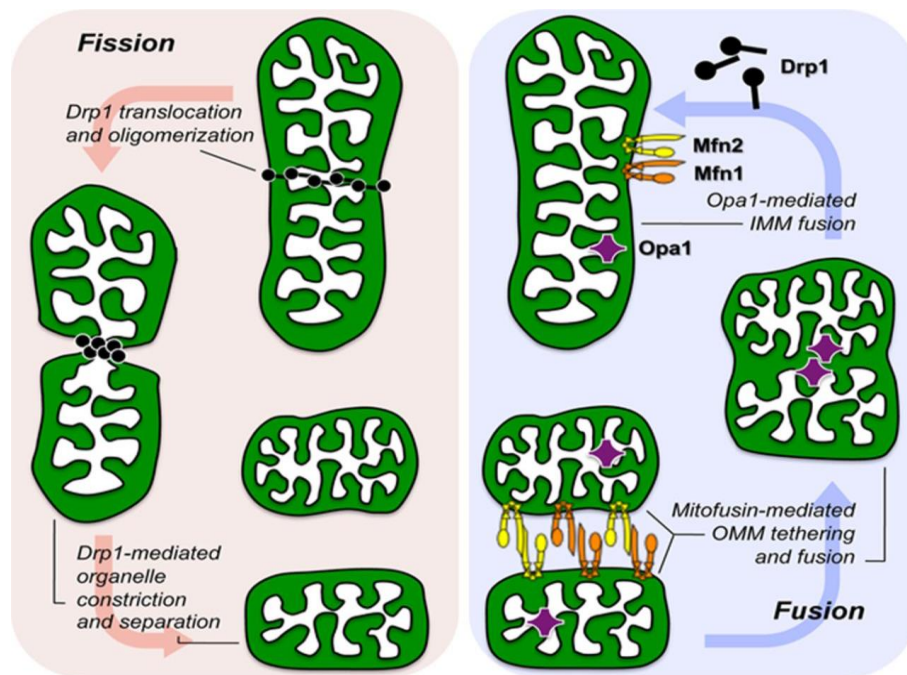 Fission
Drp1 translocation
and oligomerization
Drp1-mediated
organelle
constriction
and separation
Drp1
Mfn2
Mfn1
Opa1-mediated
IMM fusion
Opa1
Mitofusin-mediated
OMM tethering
and fusion
Fusion